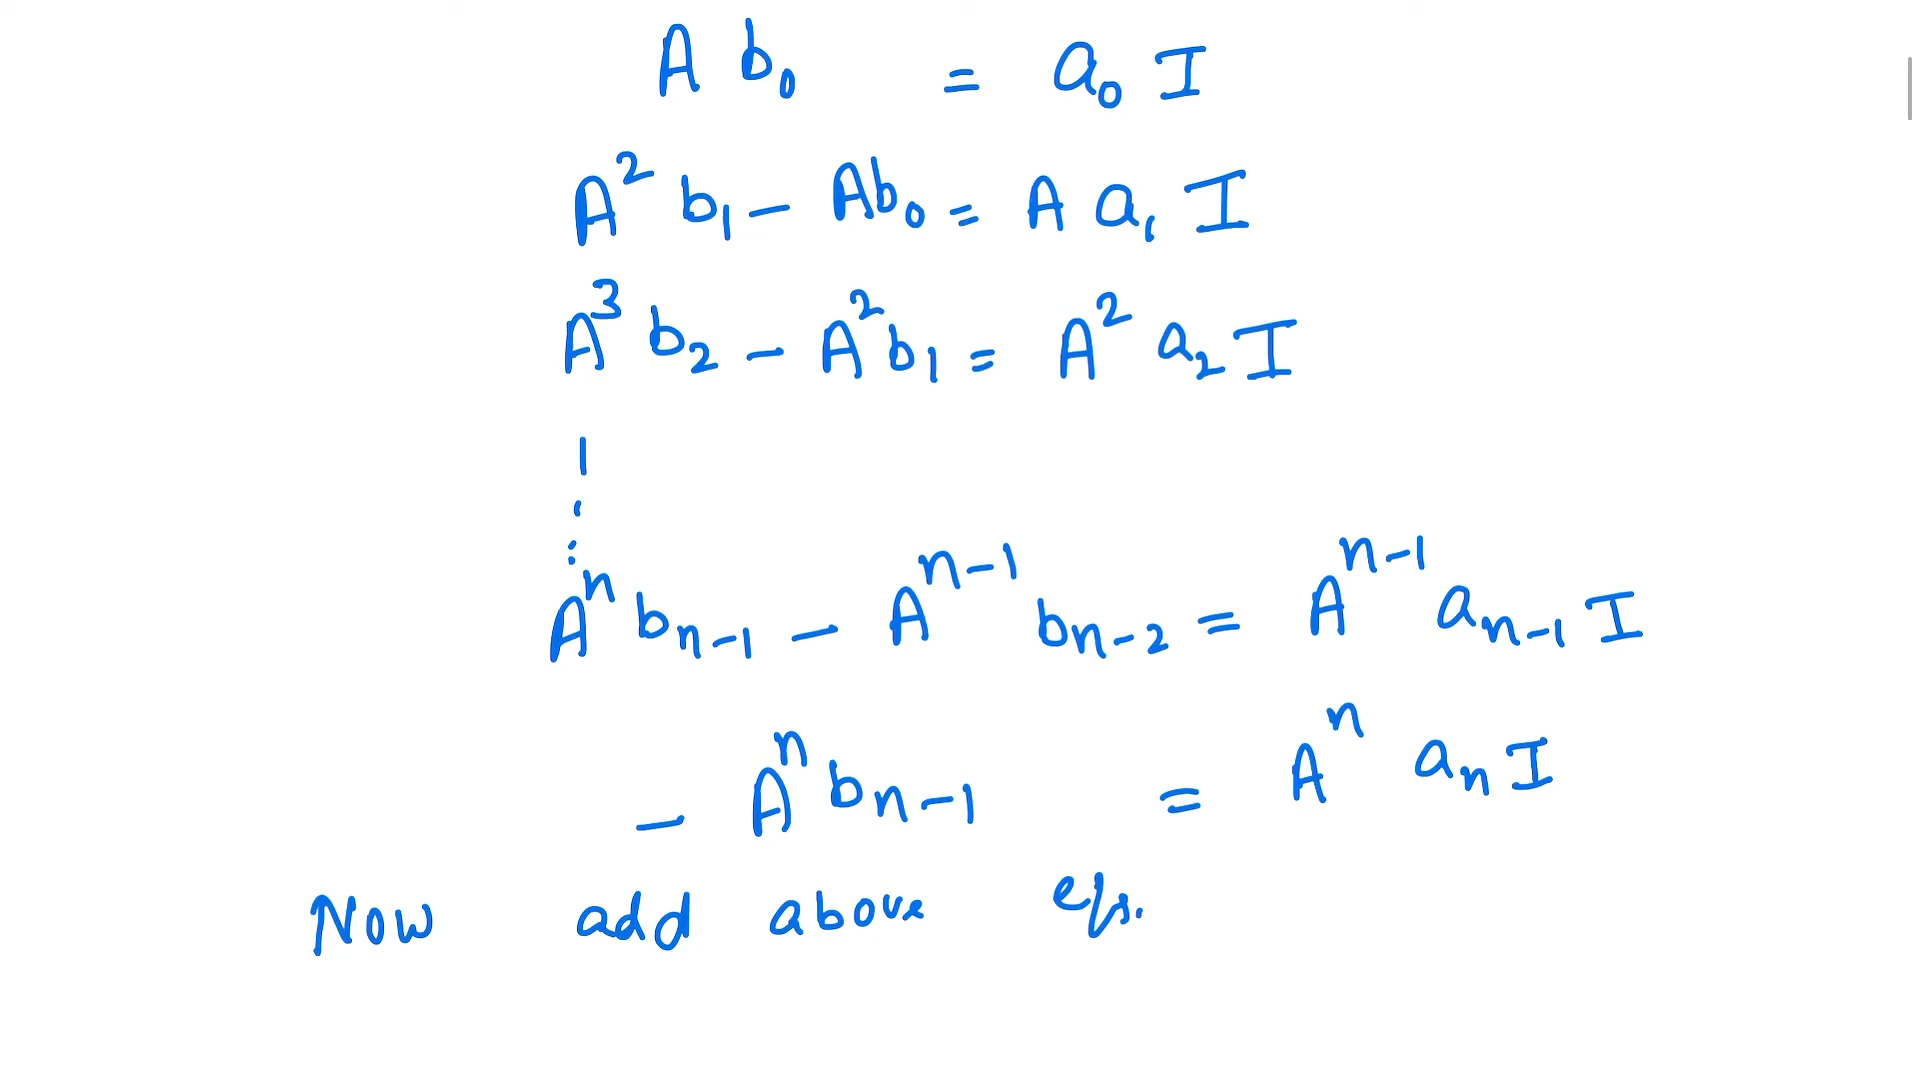 A b₀ = a₀ I
A² b₁ - Ab₀ = A a₁ I
A³ b₂ - A² b₁ = A² a₂ I
Aⁿ bₙ₋₁ - Aⁿ⁻¹ bₙ₋₂ = Aⁿ⁻¹ aₙ₋₁ I
- Aⁿ bₙ₋₁ = Aⁿ aₙ I
Now add above